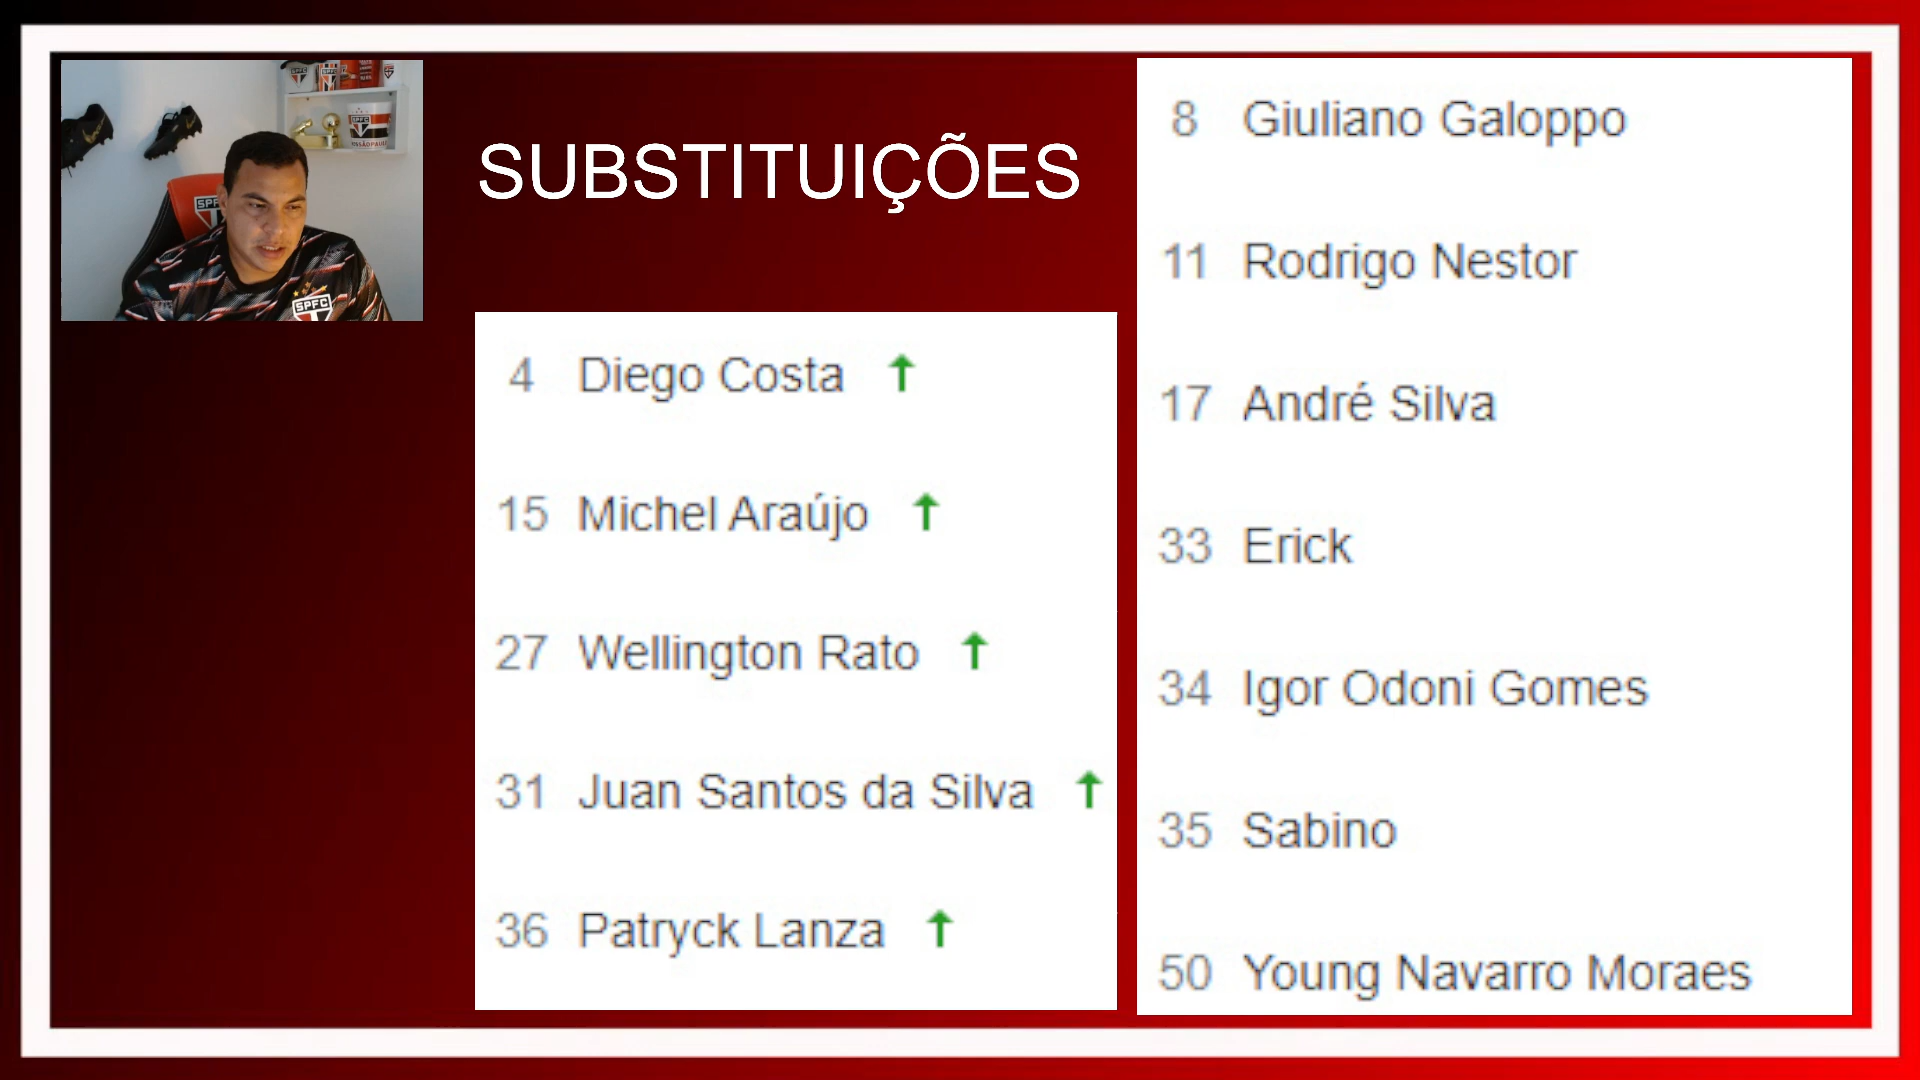 SUBSTITUIÇÕES
4 Diego Costa
15 Michel Araújo
27 Wellington Rato
31 Juan Santos da Silva
36 Patryck Lanza
8 Giuliano Galoppo
11 Rodrigo Nestor
17 André Silva
33 Erick
34 Igor Odoni Gomes
35 Sabino
50 Young Navarro Moraes
SPFC